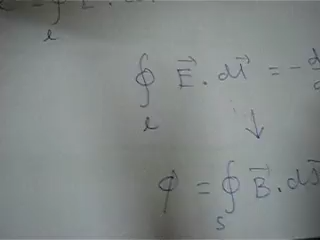 ∮ E
l
∮ E⃗ . dl⃗ = - d
l
↓
φ = ∮ B⃗ . dS⃗
S